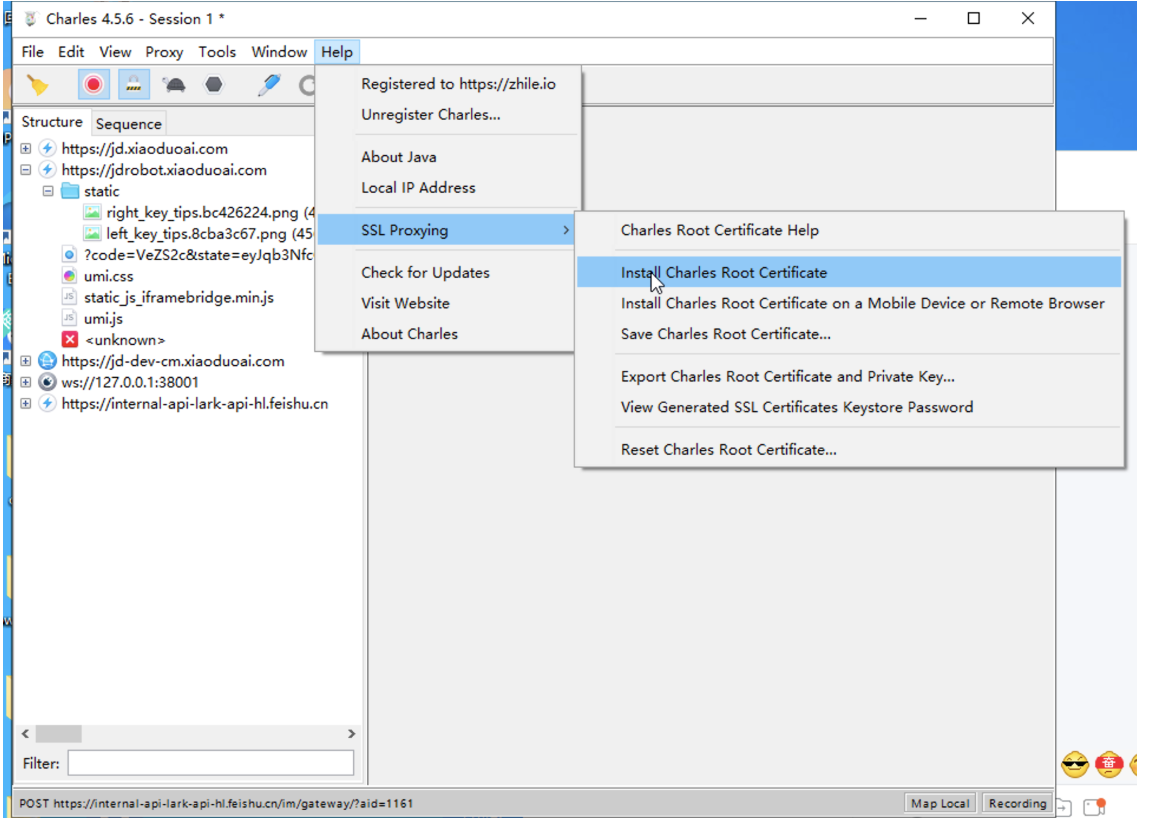 Charles 4.5.6 - Session 1 *
File Edit View Proxy Tools Window Help
Registered to https://zhile.io
Unregister Charles...
About Java
Local IP Address
SSL Proxying
Check for Updates
Visit Website
About Charles
Charles Root Certificate Help
Install Charles Root Certificate
Install Charles Root Certificate on a Mobile Device or Remote Browser
Save Charles Root Certificate...
Export Charles Root Certificate and Private Key...
View Generated SSL Certificates Keystore Password
Reset Charles Root Certificate...
Structure Sequence
https://jd.xiaoduoai.com
https://jdrobot.xiaoduoai.com
static
right_key_tips.bc426224.png (4
left_key_tips.8cba3c67.png (45
?code=VeZS2c&state=eyJqb3Nfc
umi.css
JS static_js_iframebridge.min.js
JS umi.js
<unknown>
https://jd-dev-cm.xiaoduoai.com
ws://127.0.0.1:38001
https://internal-api-lark-api-hl.feishu.cn
Filter:
奋
POST https://internal-api-lark-api-hl.feishu.cn/im/gateway/?aid=1161
Map Local Recording